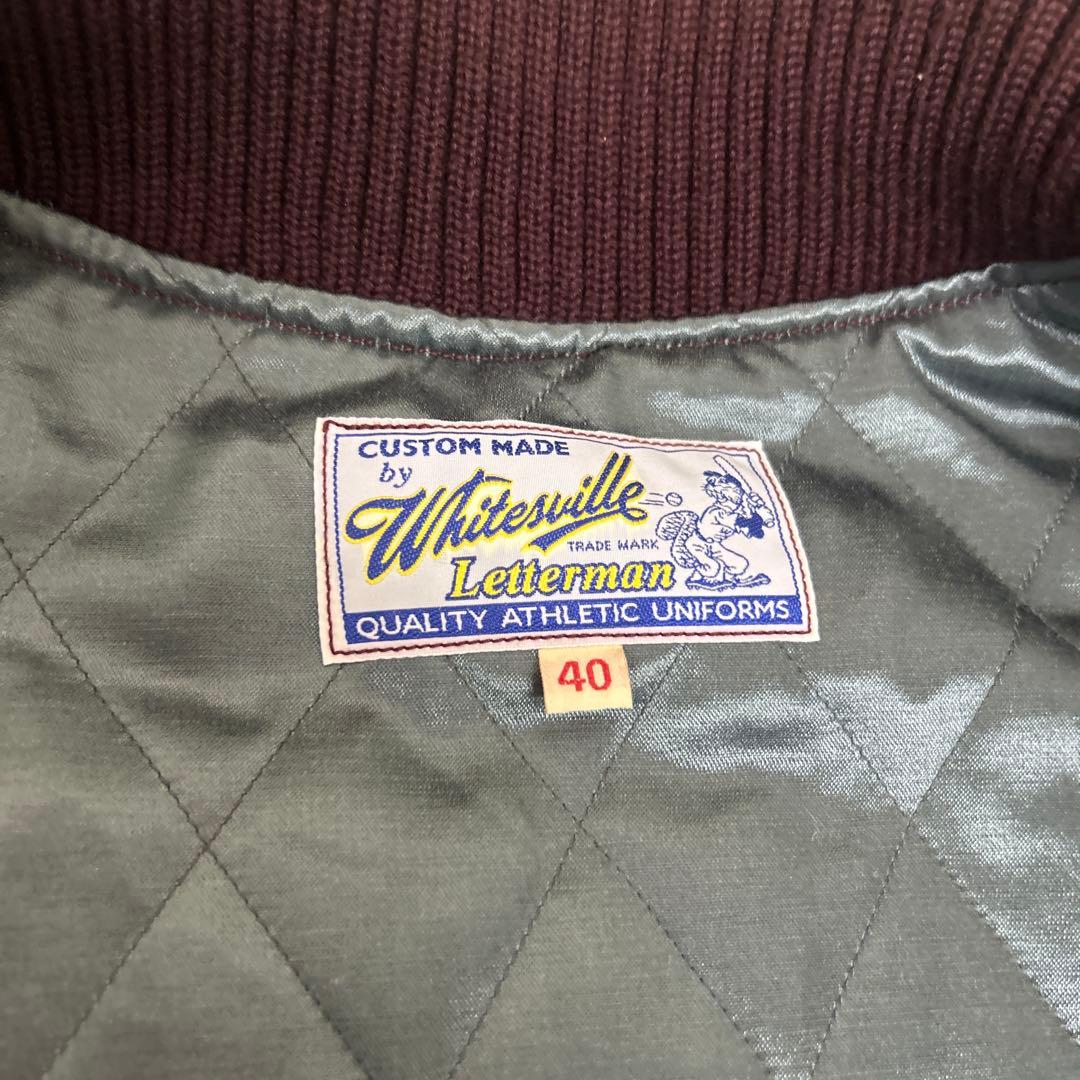 CUSTOM MADE
by
Whitesville
TRADE MARK
Letterman
QUALITY ATHLETIC UNIFORMS
40